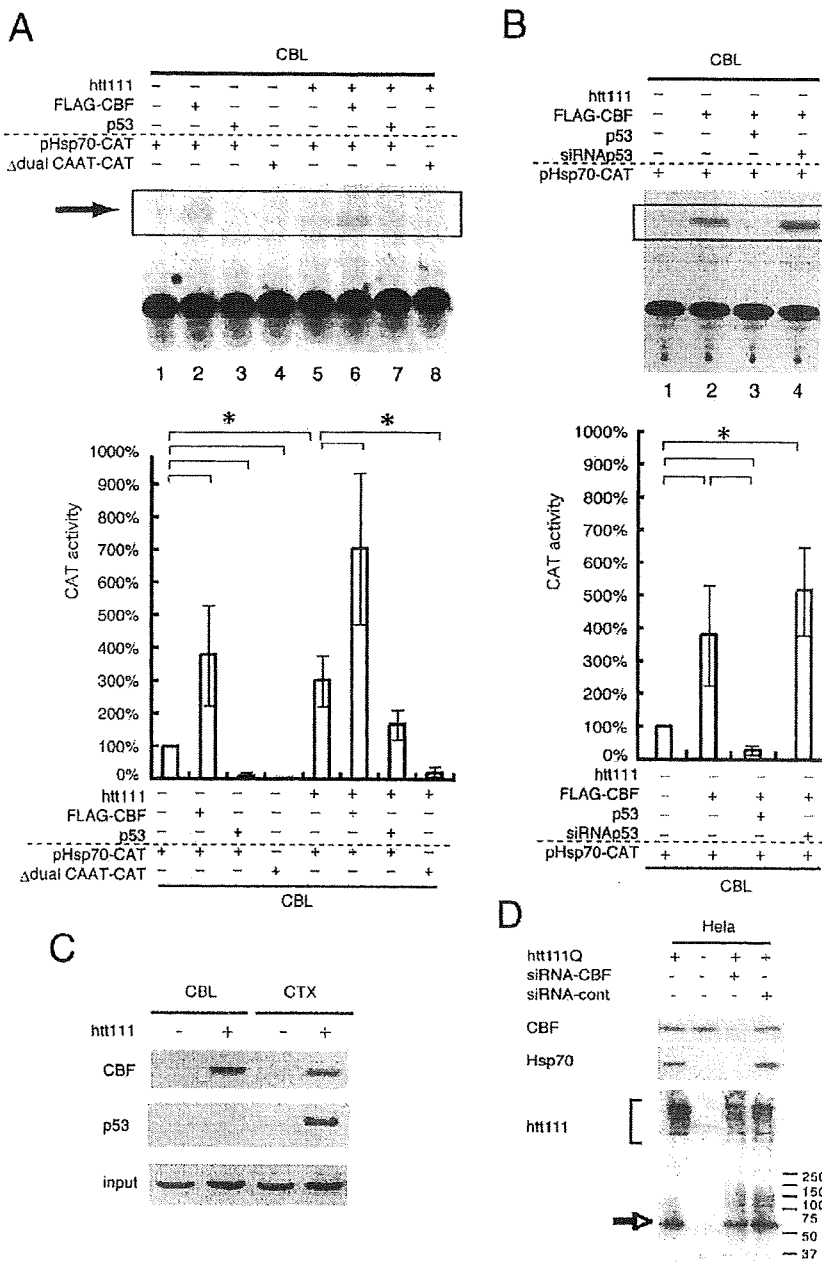 A
CBL
htt111 – – – – + + + +
FLAG-CBF – + – – – + – –
p53 – – + – – – + –
pHsp70-CAT + + + – + + + –
Δdual CAAT-CAT – – – + – – – +
1 2 3 4 5 6 7 8
* *
CAT activity
1000%
900%
800%
700%
600%
500%
400%
300%
200%
100%
0%
htt111 – – – – + + + +
FLAG-CBF – + – – – + – –
p53 – – + – – – + –
pHsp70-CAT + + + – + + + –
Δdual CAAT-CAT – – – + – – – +
CBL
B
CBL
htt111 – – – –
FLAG-CBF – + + +
p53 – – + –
siRNAp53 – – – +
pHsp70-CAT + + + +
1 2 3 4
*
CAT activity
1000%
900%
800%
700%
600%
500%
400%
300%
200%
100%
0%
htt111 – – – –
FLAG-CBF – + + +
p53 – – + –
siRNAp53 – – – +
pHsp70-CAT + + + +
CBL
C
CBL CTX
htt111 - + - +
CBF
p53
input
D
Hela
htt111Q + - + +
siRNA-CBF - - + -
siRNA-cont - - - +
CBF
Hsp70
htt111
250
150
100
75
50
37